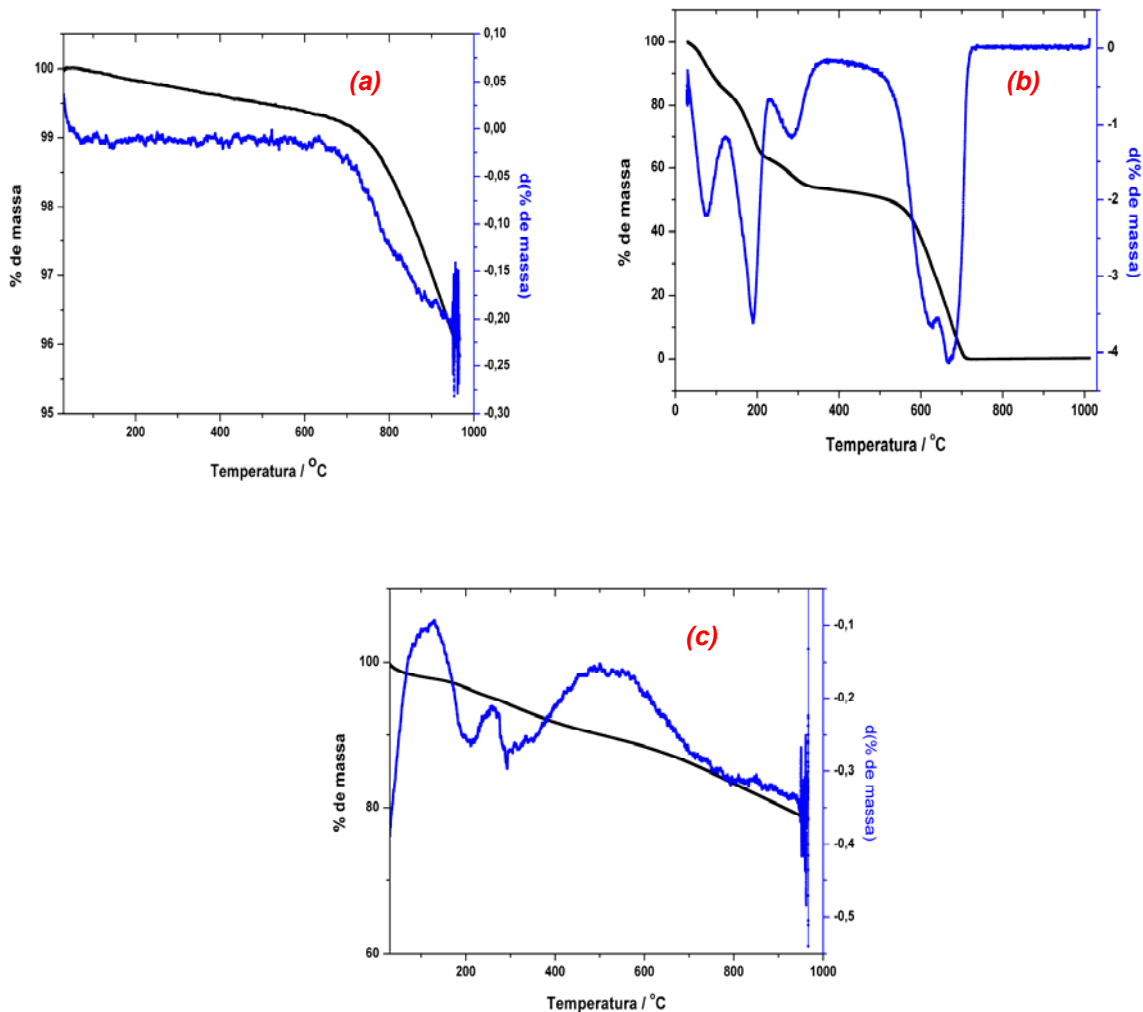 (a)
% de massa
100
99
98
97
96
95
0,10
0,05
0,00
-0,05
-0,10
-0,15
-0,20
-0,25
-0,30
d(% de massa)
200 400 600 800 1000
Temperatura / °C
(b)
% de massa
100
80
60
40
20
0
0
-1
-2
-3
-4
d(% de massa)
0 200 400 600 800 1000
Temperatura / °C
(c)
% de massa
100
80
60
-0,1
-0,2
-0,3
-0,4
-0,5
d(% de massa)
200 400 600 800 1000
Temperatura / °C